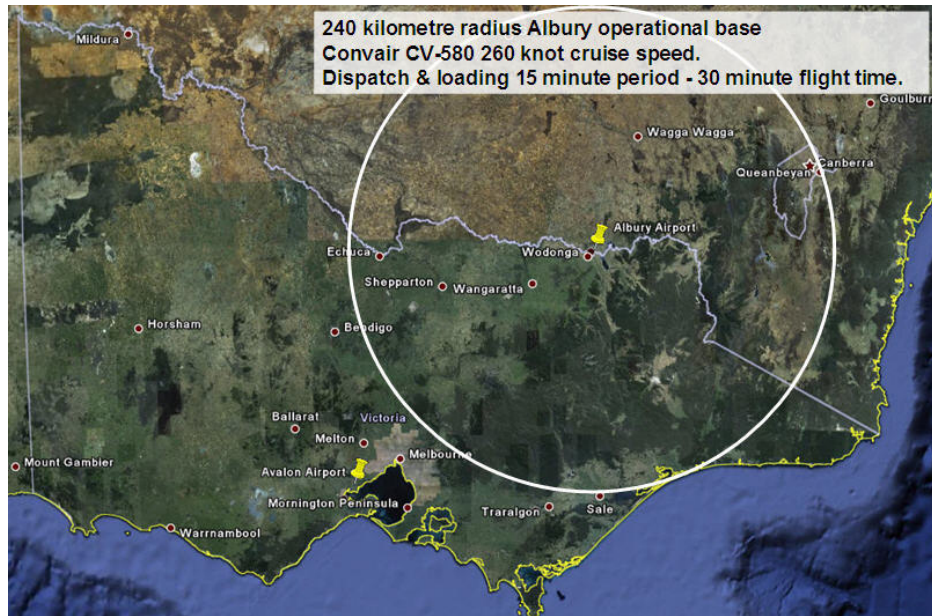 240 kilometre radius Albury operational base
Convair CV-580 260 knot cruise speed.
Dispatch & loading 15 minute period - 30 minute flight time.
Mildura
Goulburn
Wagga Wagga
Canberra
Queanbeyan
Albury Airport
Echuca
Wodonga
Shepparton
Wangaratta
Horsham
Bendigo
Ballarat
Victoria
Melton
Melbourne
Mount Gambier
Avalon Airport
Mornington Peninsula
Traralgon
Sale
Warrnambool